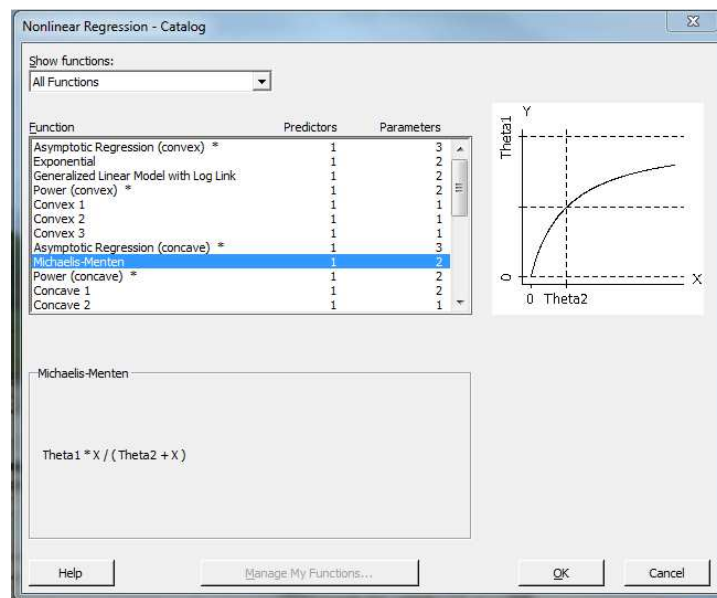 Nonlinear Regression - Catalog
Show functions:
All Functions
Function Predictors Parameters
Asymptotic Regression (convex) * 1 3
Exponential 1 2
Generalized Linear Model with Log Link 1 2
Power (convex) * 1 2
Convex 1 1 1
Convex 2 1 1
Convex 3 1 1
Asymptotic Regression (concave) * 1 3
Michaelis-Menten 1 2
Power (concave) * 1 2
Concave 1 1 2
Concave 2 1 1
Y
Theta1
0
X
0 Theta2
Michaelis-Menten
Theta1 * X / ( Theta2 + X )
Help
Manage My Functions...
OK
Cancel